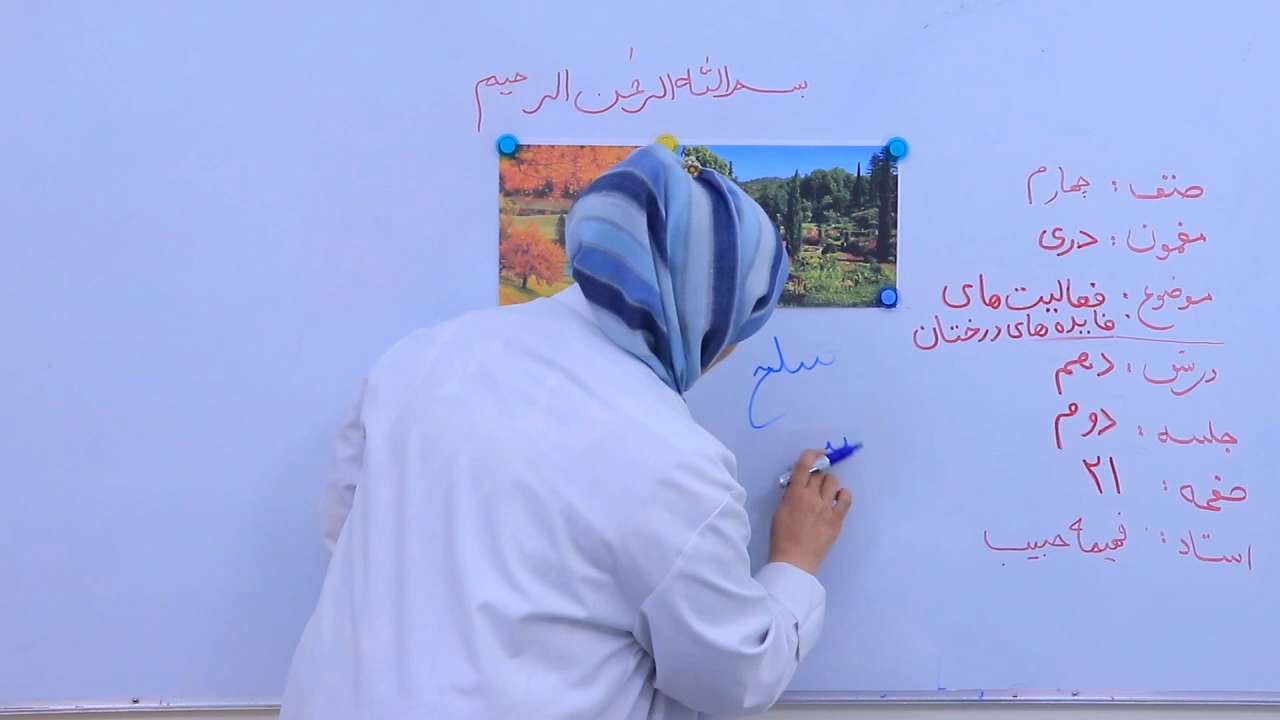 بسم الله الرحمن الرحیم
صنف : چهارم
مضمون : دری
موضوع : فعالیت های
فایده های درختان
درس : دهم
جلسه : دوم
صفحه : ۲۱
استاد : فهیمه حبیب
سطح